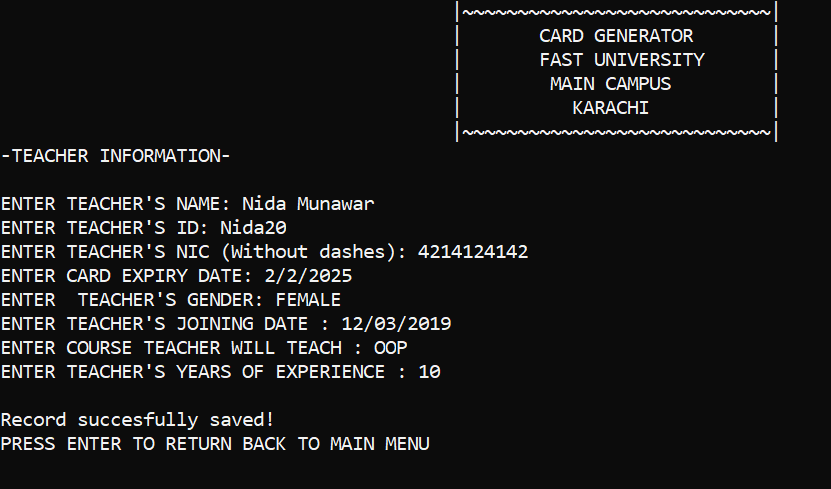 |~~~~~~~~~~~~~~~~~~~~~~~~~~~~|
| CARD GENERATOR |
| FAST UNIVERSITY |
| MAIN CAMPUS |
| KARACHI |
|~~~~~~~~~~~~~~~~~~~~~~~~~~~~|
-TEACHER INFORMATION-
ENTER TEACHER'S NAME: Nida Munawar
ENTER TEACHER'S ID: Nida20
ENTER TEACHER'S NIC (Without dashes): 4214124142
ENTER CARD EXPIRY DATE: 2/2/2025
ENTER  TEACHER'S GENDER: FEMALE
ENTER TEACHER'S JOINING DATE : 12/03/2019
ENTER COURSE TEACHER WILL TEACH : OOP
ENTER TEACHER'S YEARS OF EXPERIENCE : 10
Record succesfully saved!
PRESS ENTER TO RETURN BACK TO MAIN MENU